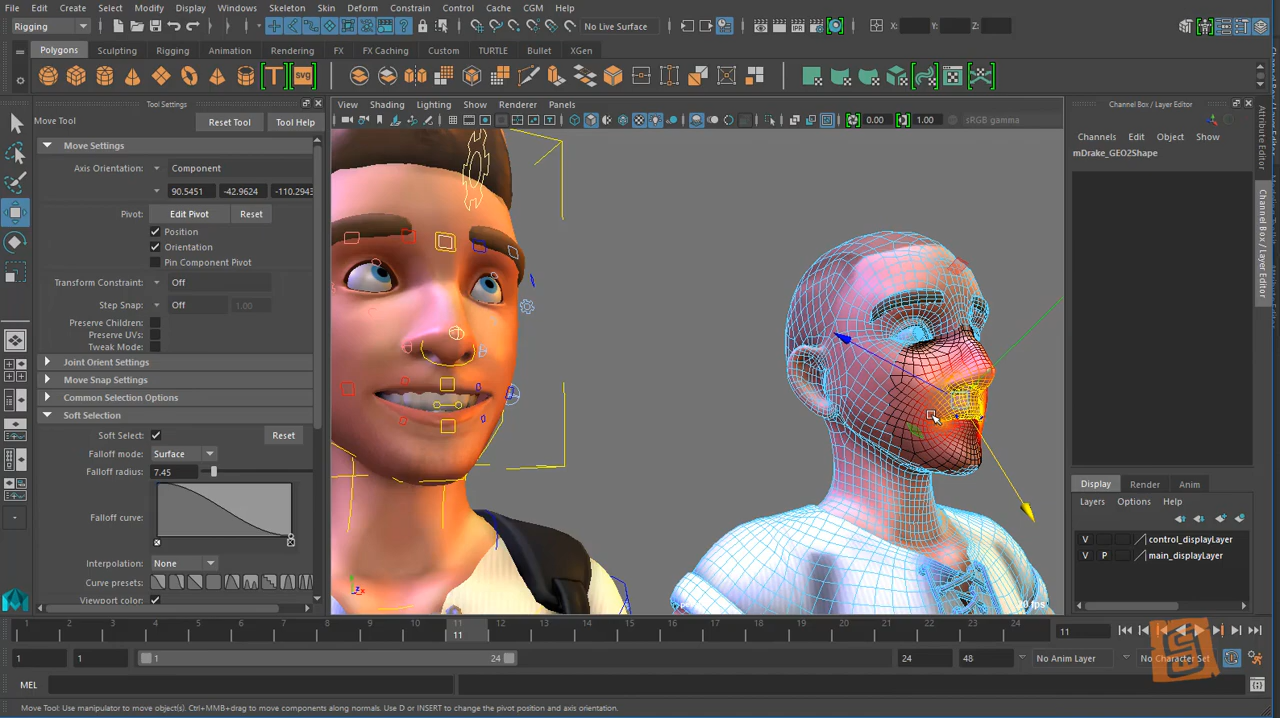 File Edit Create Select Modify Display Windows Skeleton Skin Deform Constrain Control Cache CGM Help
Rigging No Live Surface X: Y: Z:
Polygons Sculpting Rigging Animation Rendering FX FX Caching Custom TURTLE Bullet XGen
T svg
Tool Settings
Move Tool Reset Tool Tool Help
Move Settings
Axis Orientation: Component
90.5451 -42.9624 -110.2943
Pivot: Edit Pivot Reset
Position
Orientation
Pin Component Pivot
Transform Constraint: Off
Step Snap: Off 1.00
Preserve Children:
Preserve UVs:
Tweak Mode:
Joint Orient Settings
Move Snap Settings
Common Selection Options
Soft Selection
Soft Select: Reset
Falloff mode: Surface
Falloff radius: 7.45
Falloff curve:
Interpolation: None
Curve presets:
Viewport color:
View Shading Lighting Show Renderer Panels
0.00 1.00 sRGB gamma
Channel Box / Layer Editor
Channels Edit Object Show
mDrake_GEO2Shape
Attribute Editor
Channel Box / Layer Editor
Display Render Anim
Layers Options Help
V control_displayLayer
V P main_displayLayer
1 2 3 4 5 6 7 8 9 10 11 12 13 14 15 16 17 18 19 20 21 22 23 24
11 11
1 1 1 24 24 48 No Anim Layer No Character Set
MEL
Move Tool: Use manipulator to move object(s). Ctrl+MMB+drag to move components along normals. Use D or INSERT to change the pivot position and axis orientation.